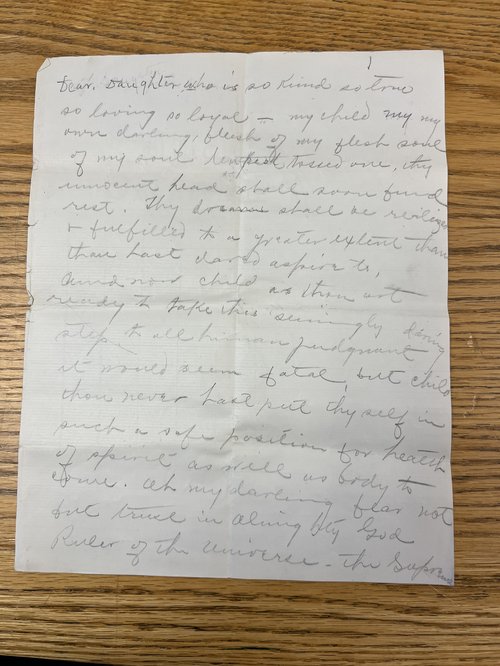 1
Dear. Daughter who is so kind so true
so loving so loyal – my child my my
own darling, flesh of my flesh soul
of my soul tempest tossed one, thy
innocent head shall soon find
rest. Thy dreams shall be realized
+ fulfilled to a greater extent than
than hast dared aspire to,
And now child as thou art
ready to take this seemingly daring
step, to all human judgment
it would seem fatal, but child
thou never hast put thyself in
such a safe position for health
of spirit as well as body to
come. Oh my darling fear not
but trust in almighty God
Ruler of the Universe – the Supreme